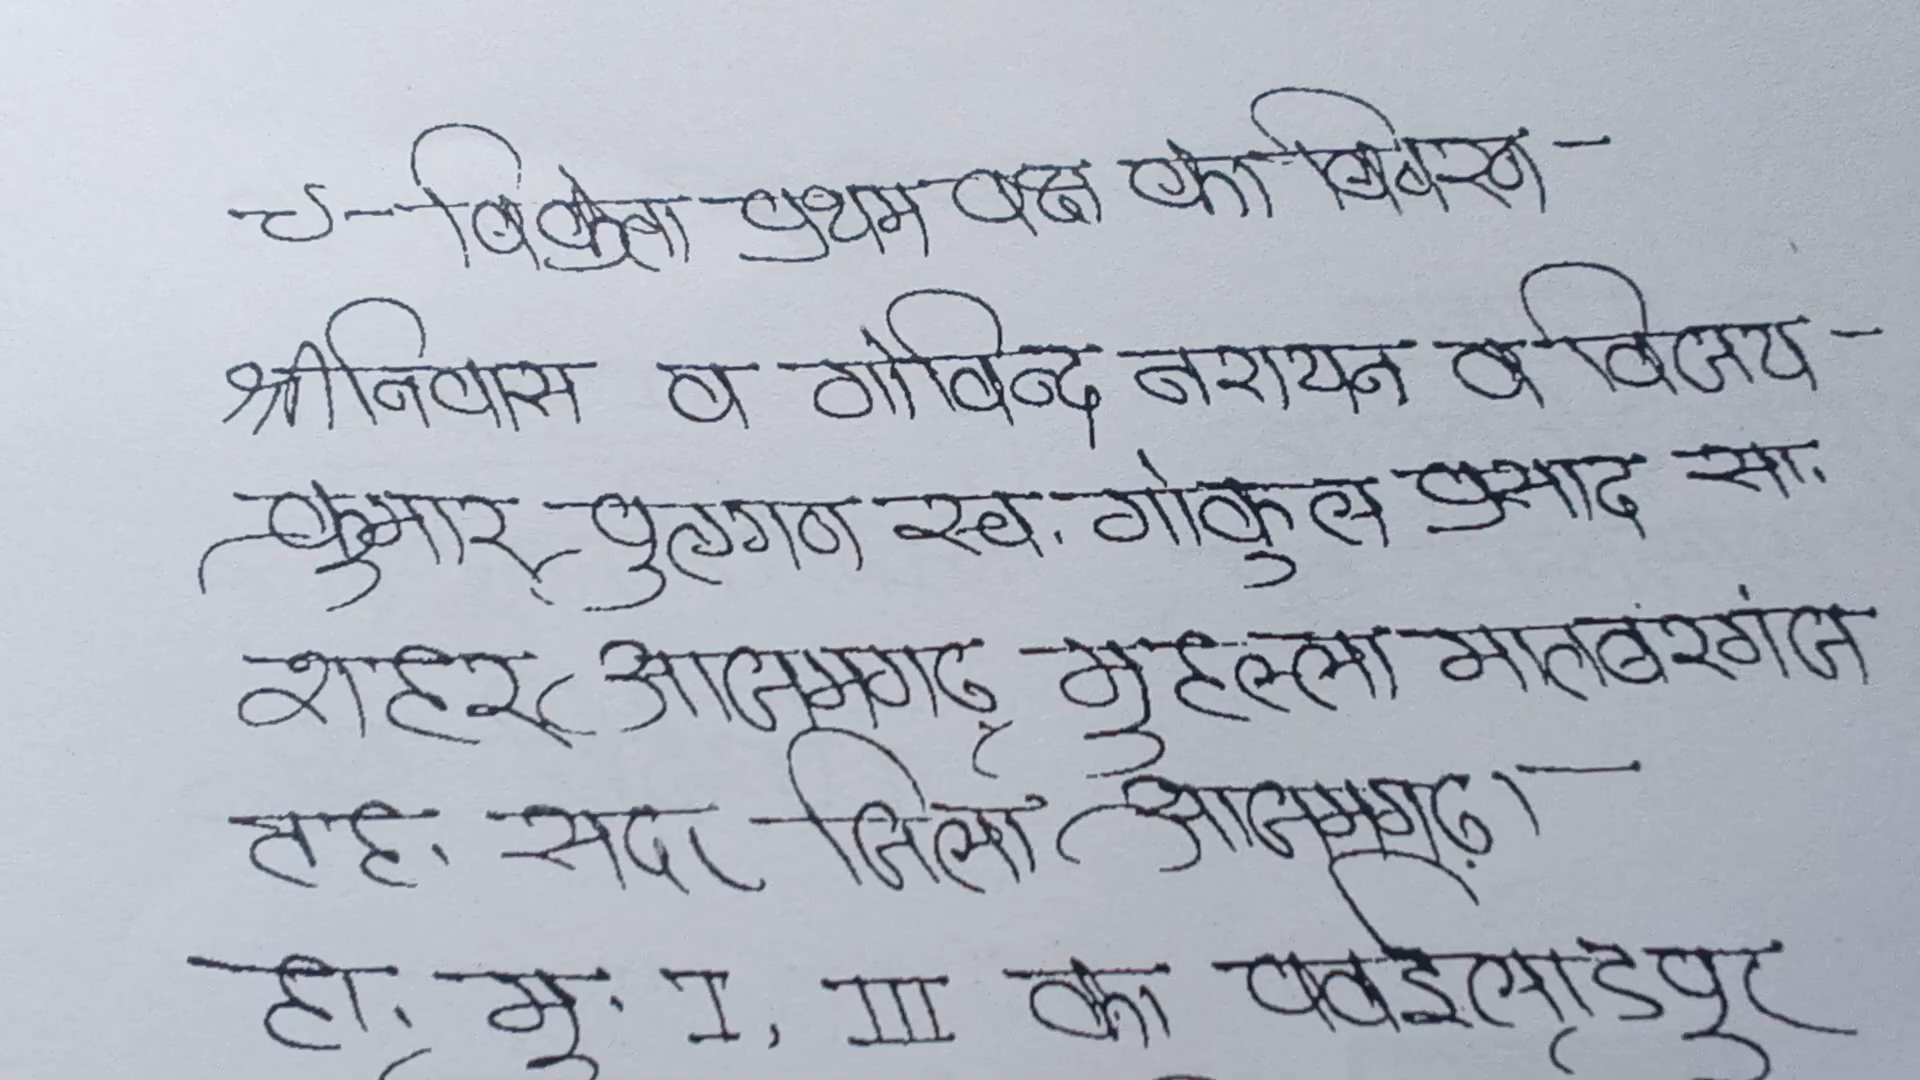 ८- विक्रेता प्रथम पक्ष का विवरण -
श्रीनिवास व गोविन्द नरायन व विजय -
कुमार पुत्रगण स्व. गोकुल प्रसाद सा.
शहर आजमगढ़ मुहल्ला मातबरगंज
तह. सदर जिला आजमगढ़।-
हा. मु. I, III का